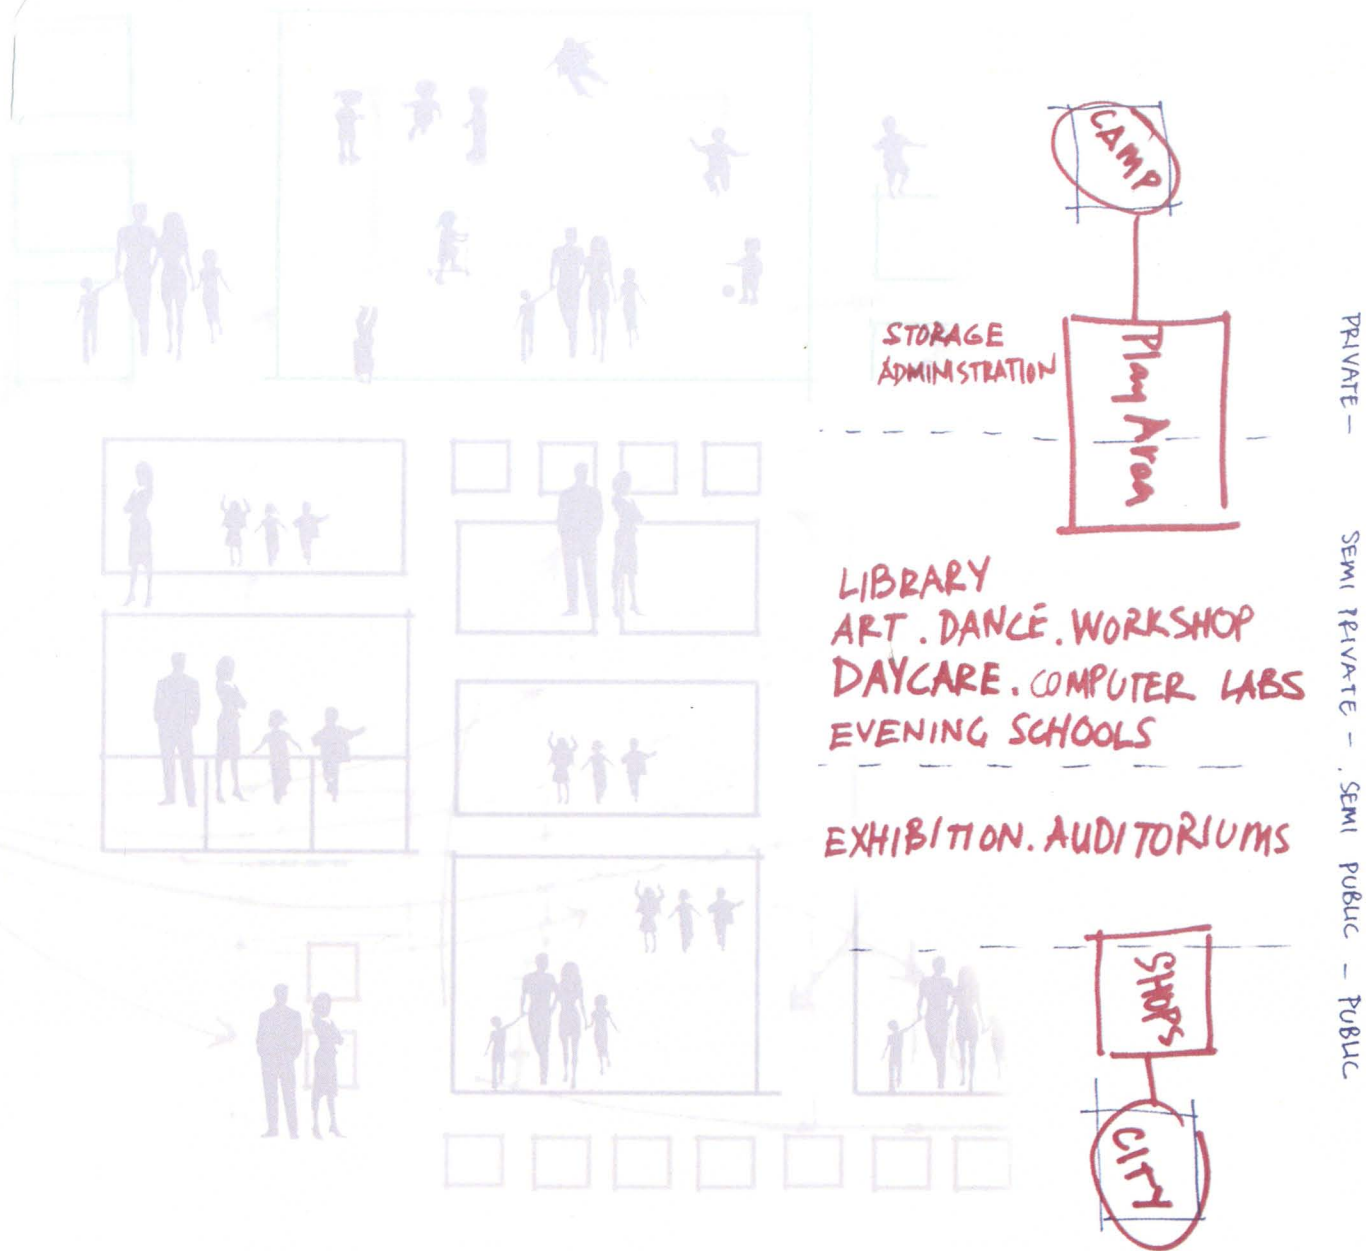 CAMP
STORAGE
ADMINISTRATION
Play Area
LIBRARY
ART . DANCE . WORKSHOP
DAYCARE . COMPUTER LABS
EVENING SCHOOLS
EXHIBITION . AUDITORIUMS
SHOPS
CITY
PRIVATE – SEMI PRIVATE – . SEMI PUBLIC – PUBLIC